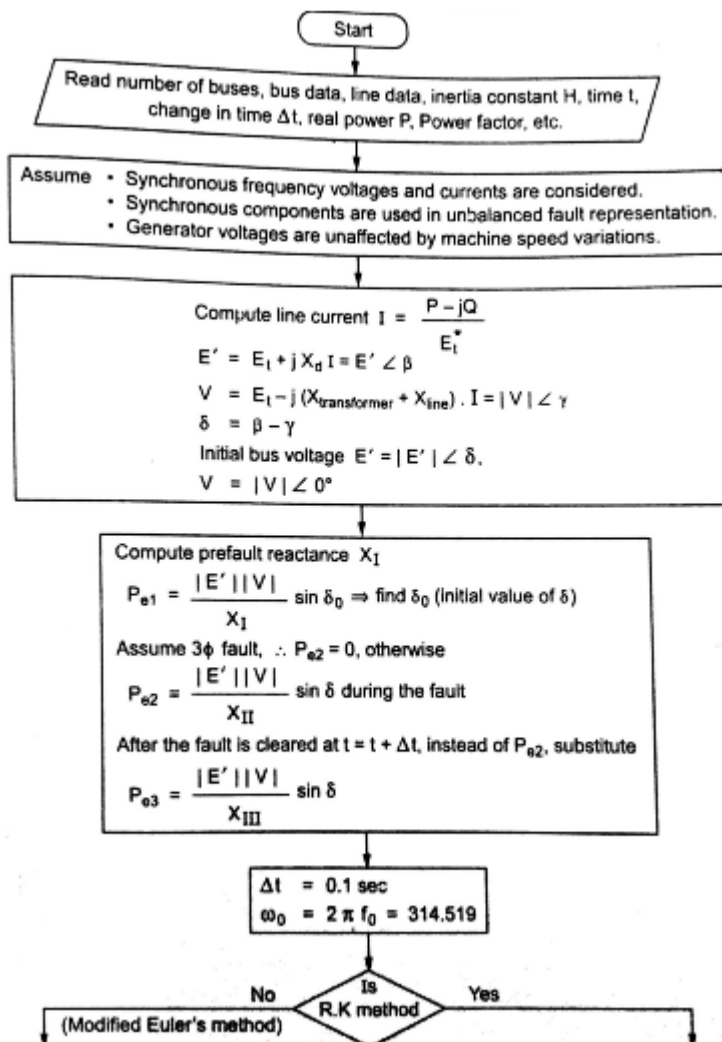 Start
Read number of buses, bus data, line data, inertia constant H, time t,
change in time Δt, real power P, Power factor, etc.
Assume • Synchronous frequency voltages and currents are considered.
• Synchronous components are used in unbalanced fault representation.
• Generator voltages are unaffected by machine speed variations.
Compute line current I = (P – jQ) / E_t*
E′ = E_t + j X_d I = E′ ∠ β
V = E_t – j (X_transformer + X_line) . I = |V| ∠ γ
δ = β – γ
Initial bus voltage E′ = |E′| ∠ δ,
V = |V| ∠ 0°
Compute prefault reactance X_I
P_e1 = (|E′| |V| / X_I) sin δ_0 ⇒ find δ_0 (initial value of δ)
Assume 3ϕ fault, ∴ P_e2 = 0, otherwise
P_e2 = (|E′| |V| / X_II) sin δ during the fault
After the fault is cleared at t = t + Δt, instead of P_e2, substitute
P_e3 = (|E′| |V| / X_III) sin δ
Δt = 0.1 sec
ω_0 = 2 π f_0 = 314.519
Is
No R.K method Yes
(Modified Euler's method)